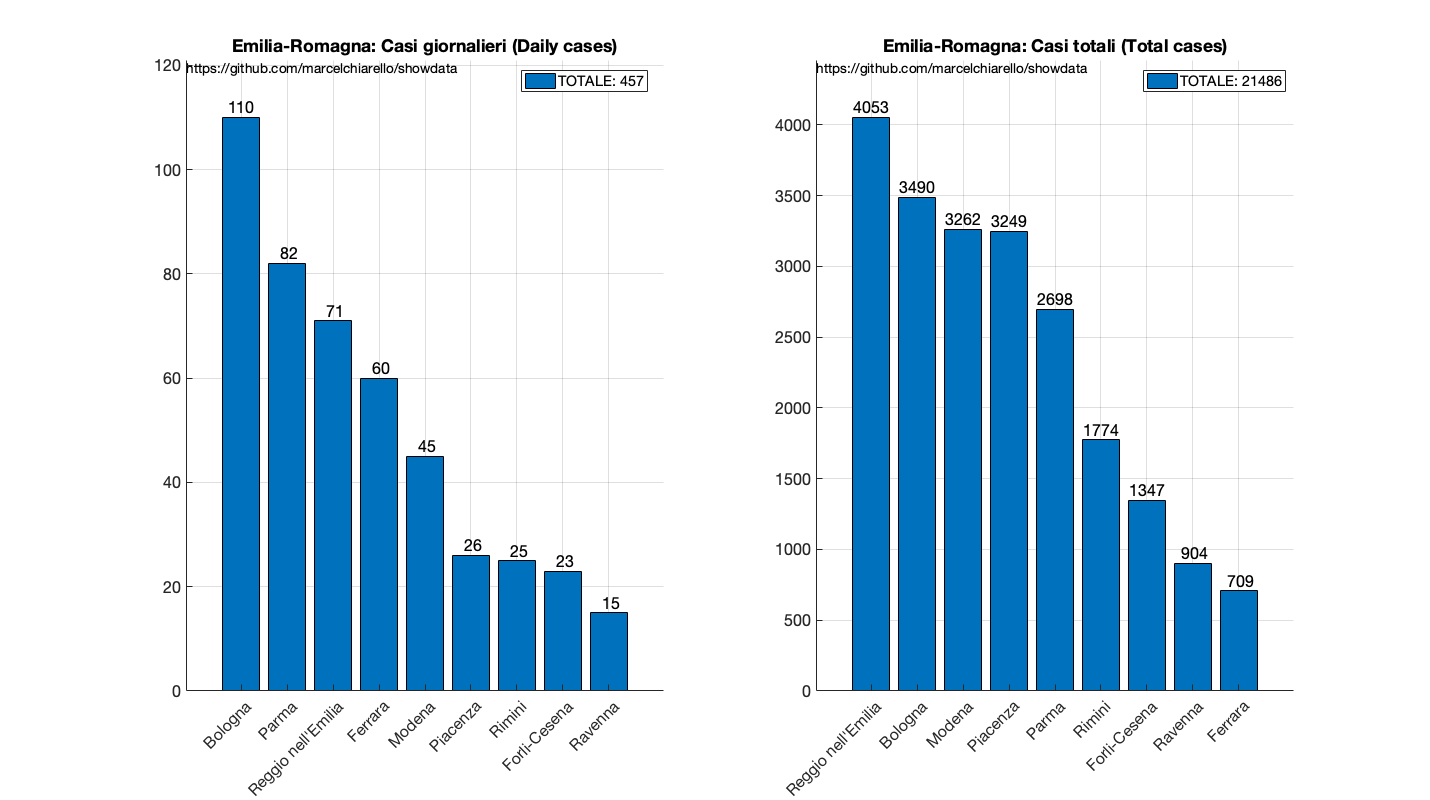 Emilia-Romagna: Casi giornalieri (Daily cases)
https://github.com/marcelchiarello/showdata
TOTALE: 457
120
100
80
60
40
20
0
110
82
71
60
45
26
25
23
15
Bologna
Parma
Reggio nell'Emilia
Ferrara
Modena
Piacenza
Rimini
Forlì-Cesena
Ravenna
Emilia-Romagna: Casi totali (Total cases)
https://github.com/marcelchiarello/showdata
TOTALE: 21486
4000
3500
3000
2500
2000
1500
1000
500
0
4053
3490
3262
3249
2698
1774
1347
904
709
Reggio nell'Emilia
Bologna
Modena
Piacenza
Parma
Rimini
Forlì-Cesena
Ravenna
Ferrara